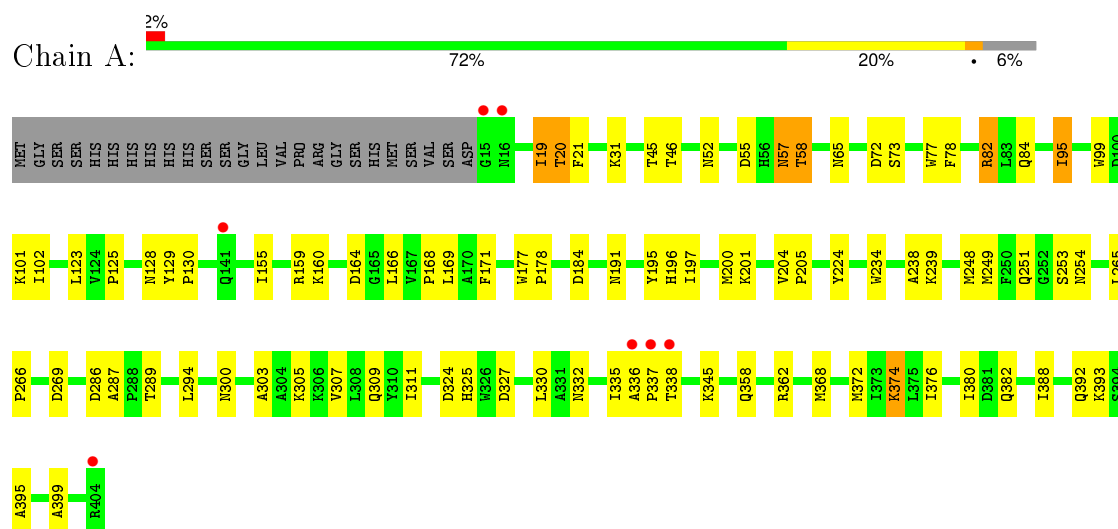 2%
Chain A:
72% 20% • 6%
MET GLY SER SER HIS HIS HIS HIS HIS HIS SER SER GLY LEU VAL PRO ARG GLY SER HIS MET SER VAL SER ASP G15 N16 I19 T20 F21 K31 T45 T46 N52 D55 H56 N57 T58 N65 D72 S73 W77 F78 R82 L83 Q84 I95 W99 D100
K101 I102 L123 V124 P125 N128 Y129 P130 Q141 I155 R159 K160 D164 G165 L166 V167 P168 L169 A170 F171 W177 P178 D184 N191 Y195 H196 I197 M200 K201 V204 P205 Y224 W234 A238 K239 M248 M249 F250 Q251 G252 S253 N254 I265
P266 D269 D286 A287 P288 T289 L294 N300 A303 A304 K305 K306 V307 L308 Q309 Y310 I311 D324 H325 W326 D327 L330 A331 N332 I335 A336 P337 T338 K345 Q358 R362 M368 M372 I373 K374 L375 I376 I380 D381 Q382 I388 Q392 K393 S394
A395 A399 R404